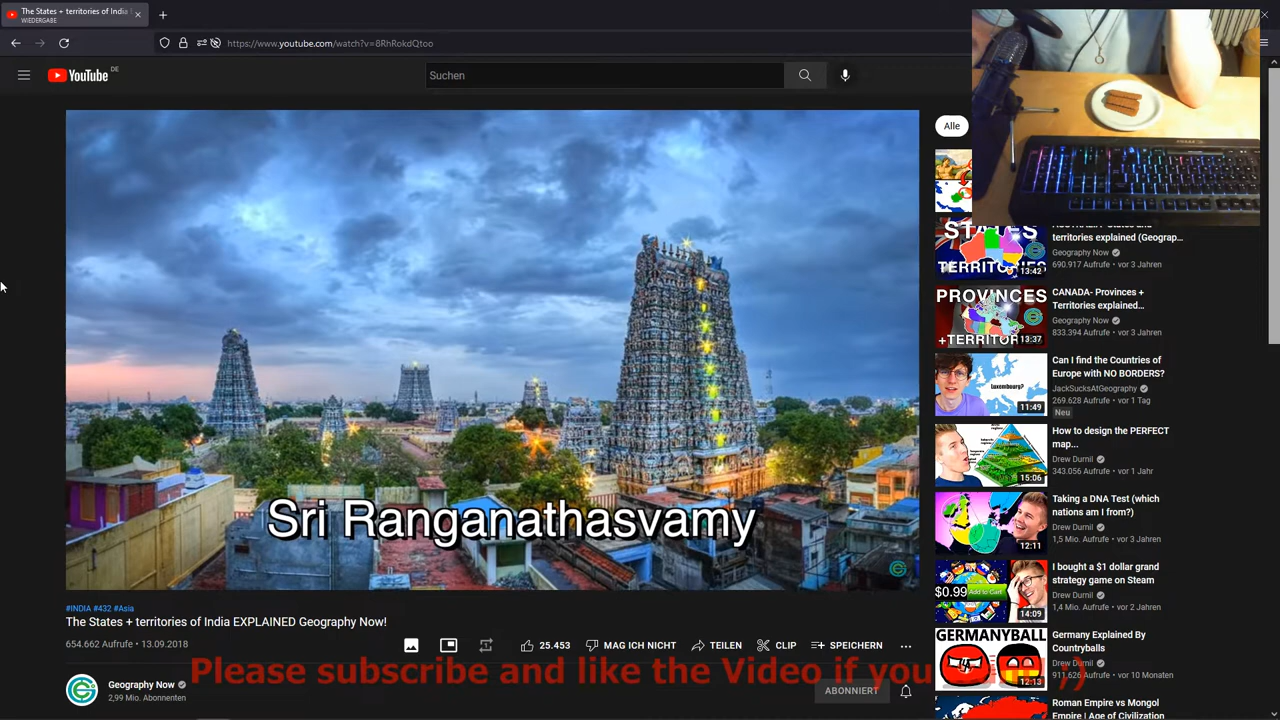 The States + territories of India
WIEDERGABE
https://www.youtube.com/watch?v=8RhRokdQtoo
YouTube DE
Suchen
Alle
Sri Ranganathasvamy
#INDIA #432 #Asia
The States + territories of India EXPLAINED Geography Now!
654.662 Aufrufe • 13.09.2018
25.453
MAG ICH NICHT
TEILEN
CLIP
SPEICHERN
Please subscribe and like the Video if you
Geography Now
2,99 Mio. Abonnenten
ABONNIERT
STATES
TERRITORIES
13:42
territories explained (Geograp...
Geography Now
690.917 Aufrufe • vor 3 Jahren
PROVINCES
+TERRITOR
13:37
CANADA- Provinces +
Territories explained...
Geography Now
833.394 Aufrufe • vor 3 Jahren
Luxembourg?
11:49
Can I find the Countries of
Europe with NO BORDERS?
JackSucksAtGeography
269.628 Aufrufe • vor 1 Tag
Neu
15:06
How to design the PERFECT
map...
Drew Durnil
343.056 Aufrufe • vor 1 Jahr
12:11
Taking a DNA Test (which
nations am I from?)
Drew Durnil
1,5 Mio. Aufrufe • vor 3 Jahren
$0.99 Add to Cart
14:09
I bought a $1 dollar grand
strategy game on Steam
Drew Durnil
1,4 Mio. Aufrufe • vor 2 Jahren
GERMANYBALL
12:13
Germany Explained By
Countryballs
Drew Durnil
911.626 Aufrufe • vor 10 Monaten
Roman Empire vs Mongol
Empire | Age of Civilization